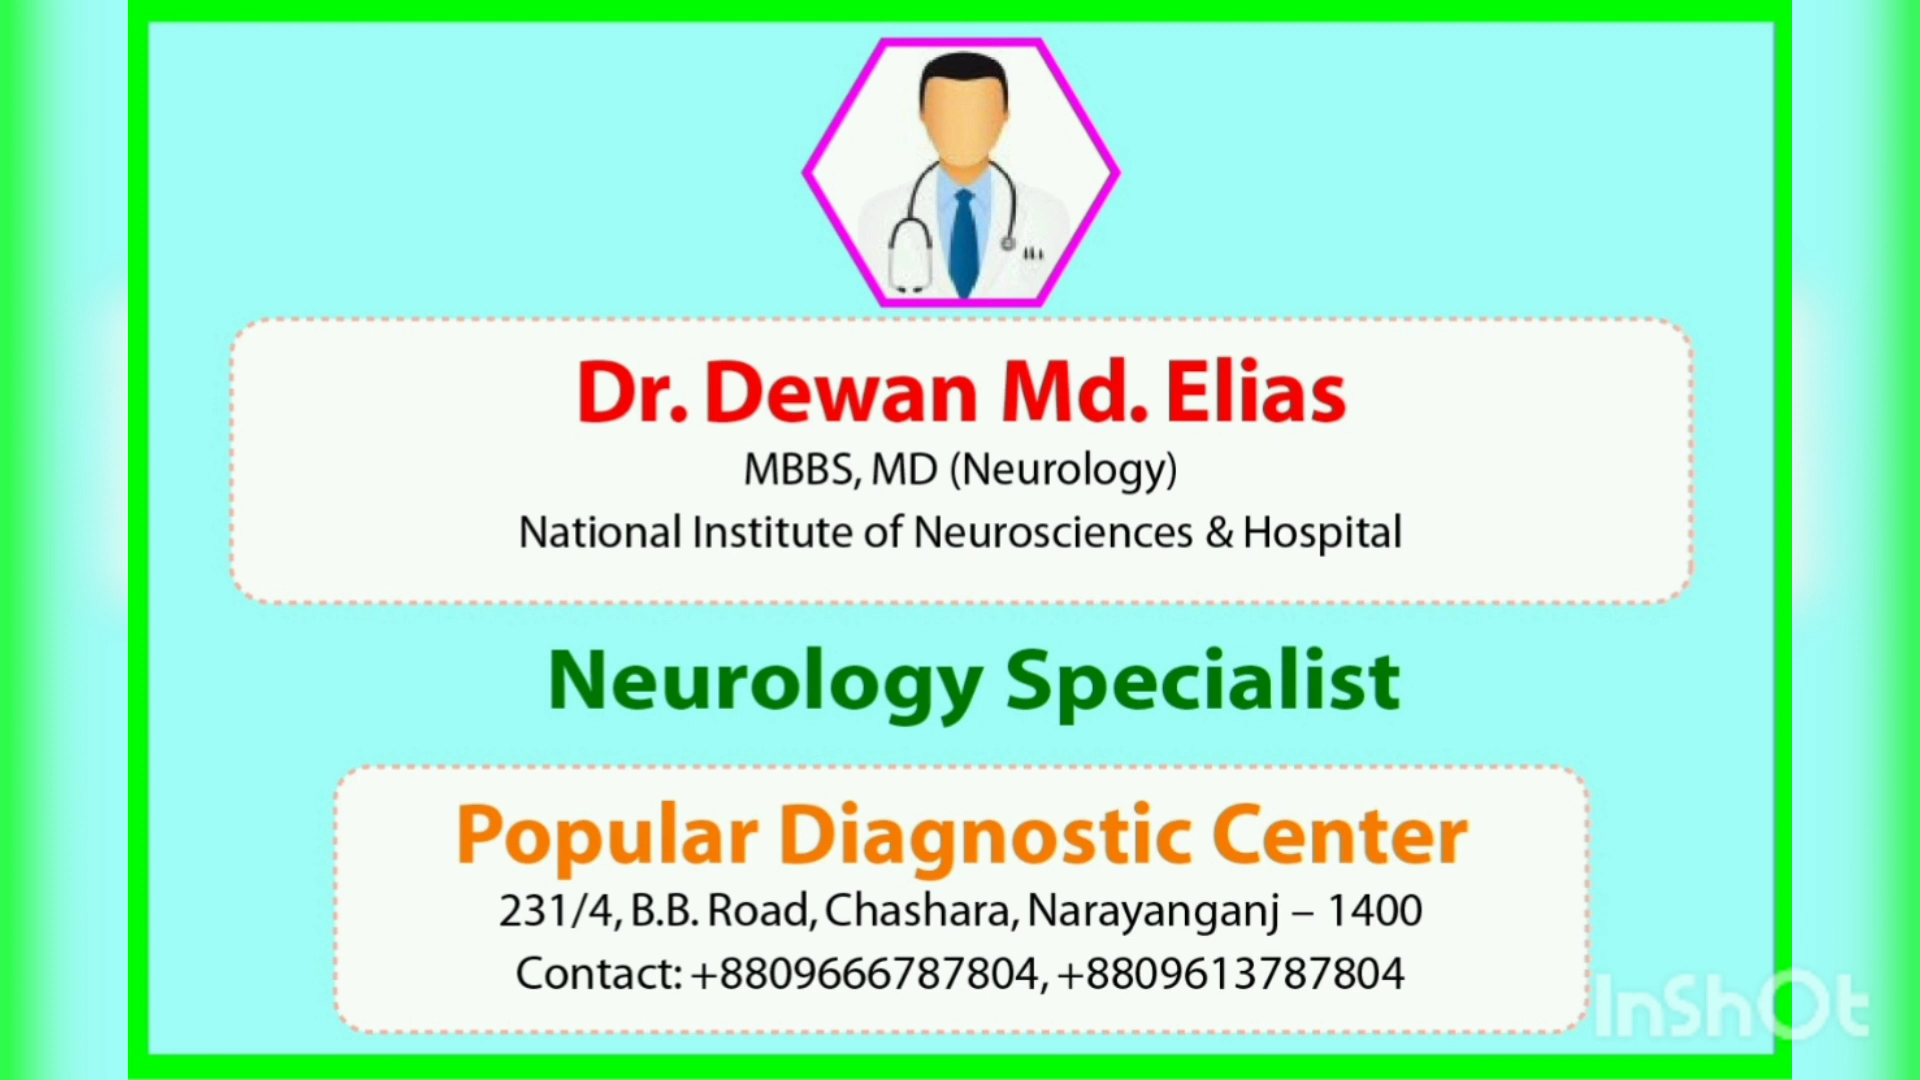 Dr. Dewan Md. Elias
MBBS, MD (Neurology)
National Institute of Neurosciences & Hospital
Neurology Specialist
Popular Diagnostic Center
231/4, B.B. Road, Chashara, Narayanganj – 1400
Contact: +8809666787804, +8809613787804
InShOt